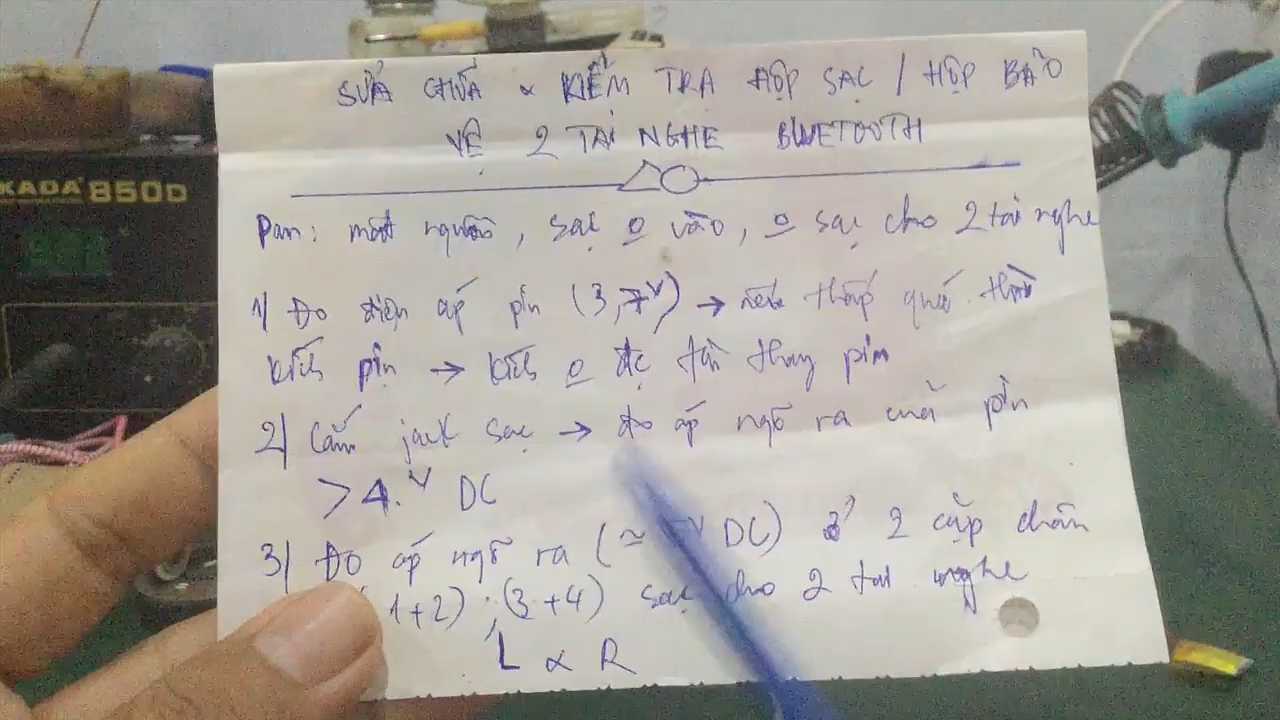 KADA 850D
SỬA CHỮA & KIỂM TRA HỘP SẠC / HỘP BẢO
VỆ 2 TAI NGHE BLUETOOTH
Pan: mất nguồn, sạc o vào, o sạc cho 2 tai nghe
1) Đo điện áp pin (3,7V) → nếu thấp quá thì
kích pin → kích o đc thì thay pin
2) Cắm jack sạc → đo áp ngõ ra của pin
>4.V DC
3) Đo áp ngõ ra (≃ V DC) ở 2 cặp chân
1+2) ; (3+4) sạc cho 2 tai nghe
L & R